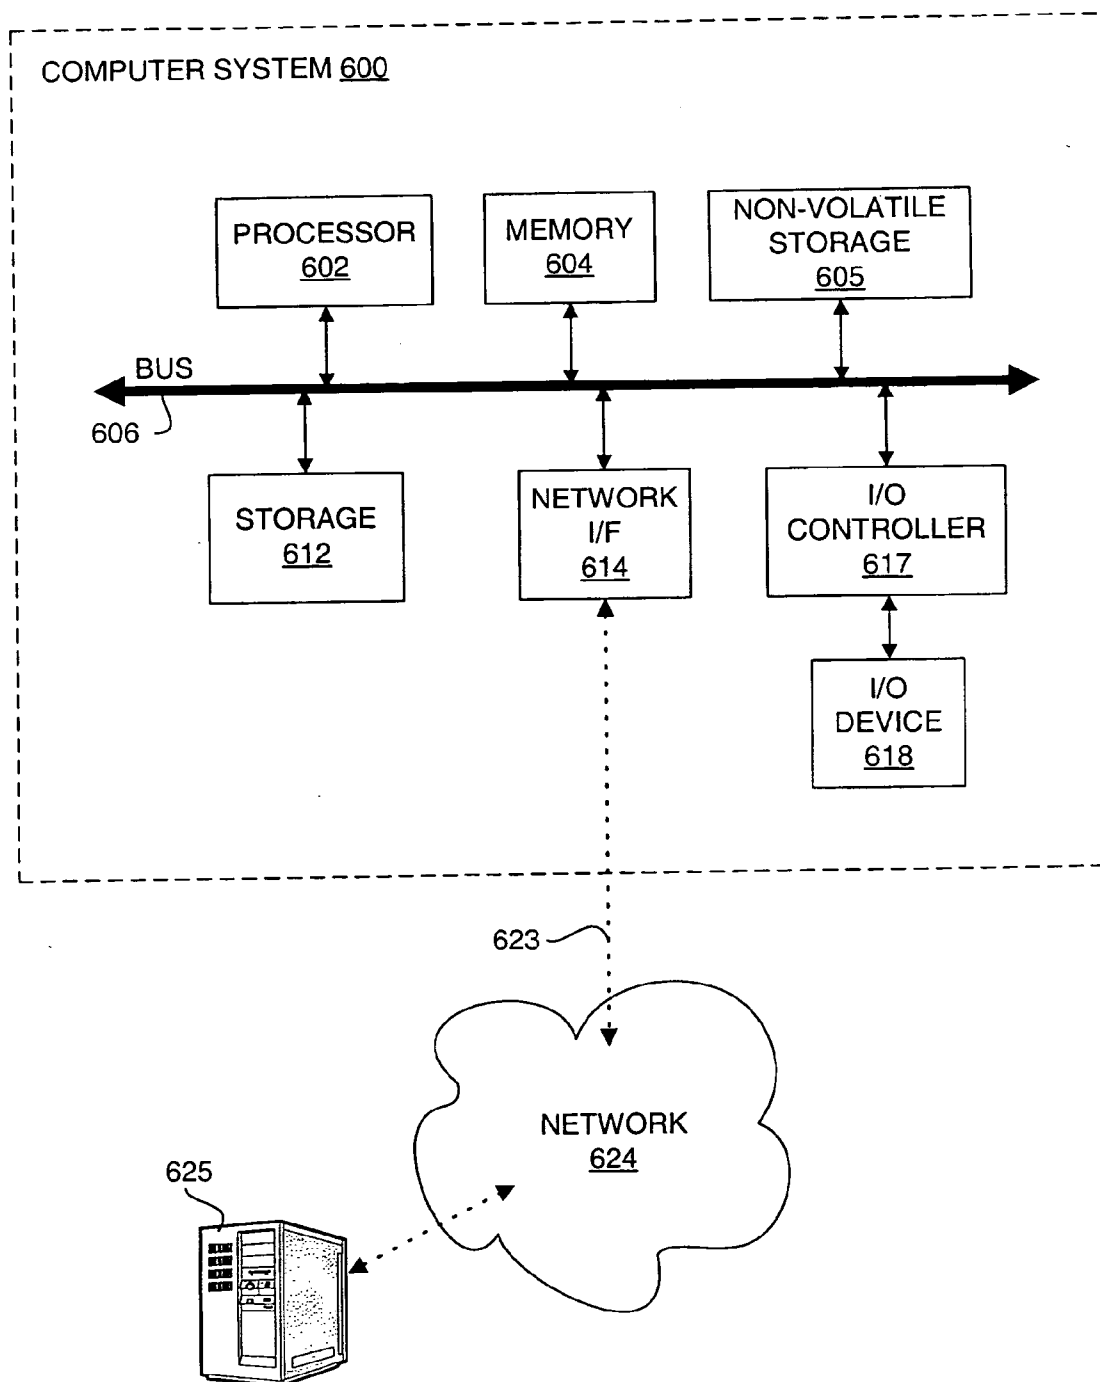 COMPUTER SYSTEM 600
PROCESSOR
602
MEMORY
604
NON-VOLATILE
STORAGE
605
BUS
606
STORAGE
612
NETWORK
I/F
614
I/O
CONTROLLER
617
I/O
DEVICE
618
623
NETWORK
624
625